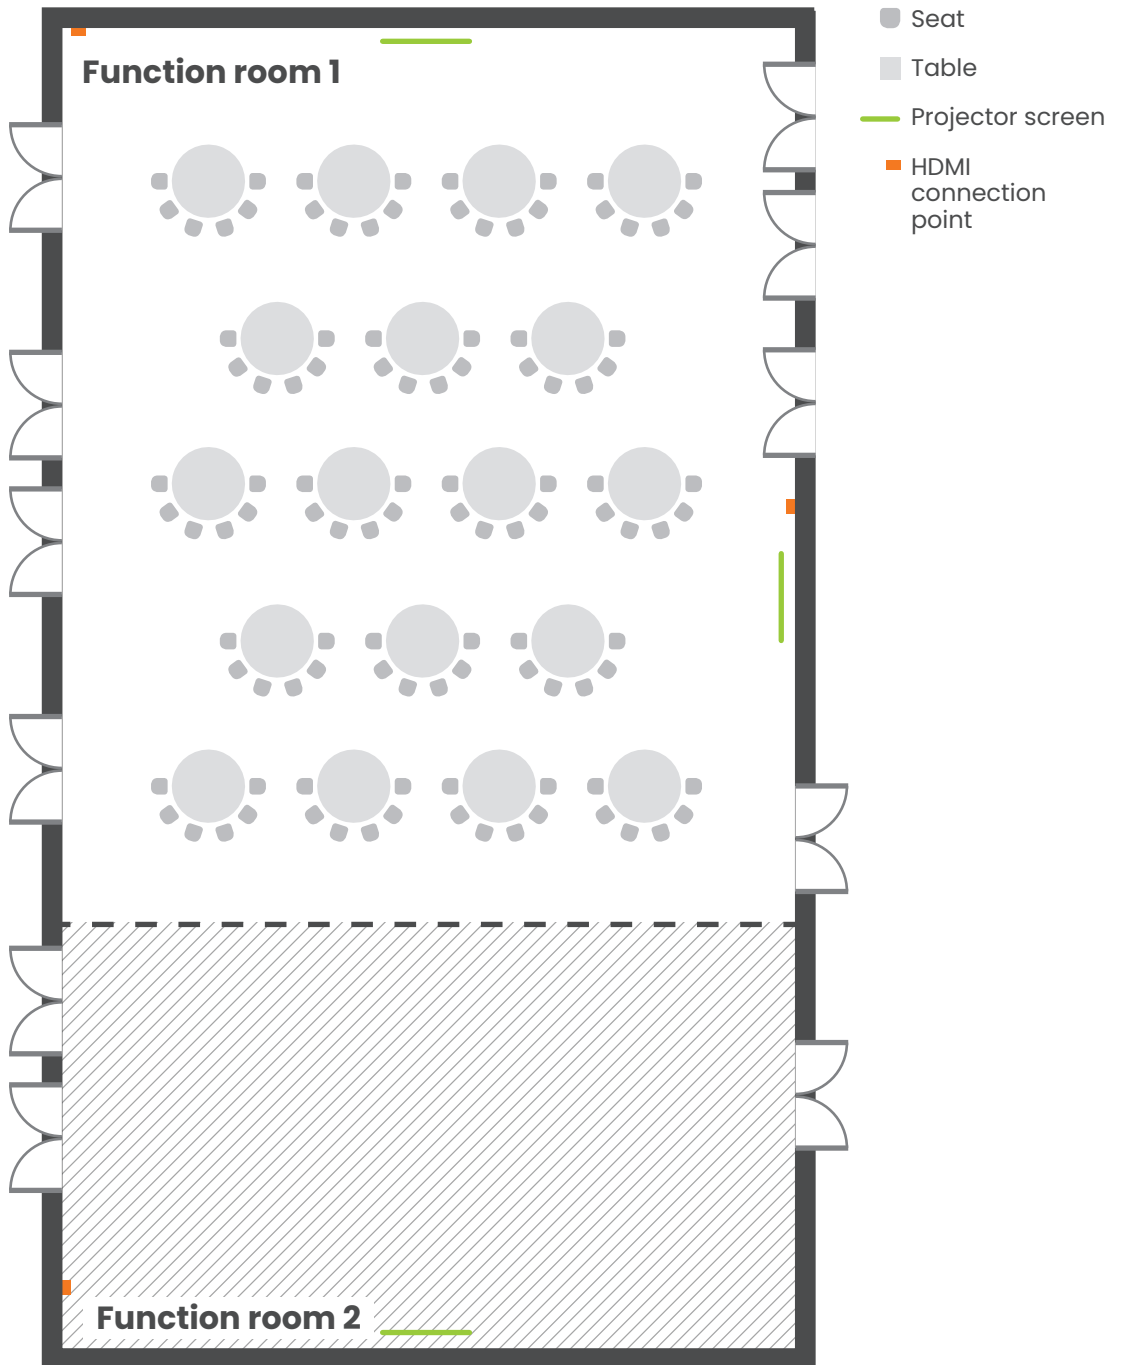 Function room 1
Seat
Table
Projector screen
HDMI
connection
point
Function room 2